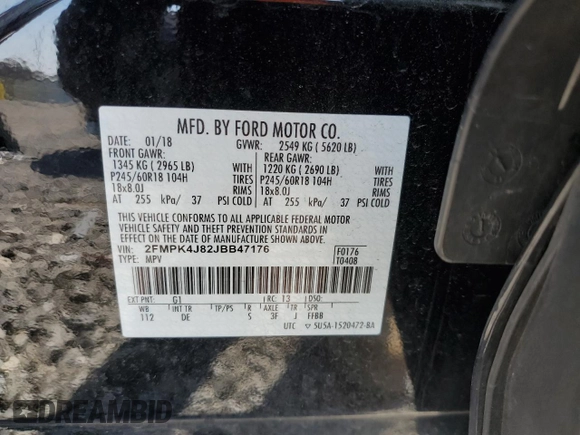 MFD. BY FORD MOTOR CO.
DATE: 01/18 GVWR: 2549 KG ( 5620 LB)
FRONT GAWR: REAR GAWR:
1345 KG ( 2965 LB) WITH 1220 KG ( 2690 LB) WITH
P245/60R18 104H TIRES P245/60R18 104H TIRES
18x8.0J RIMS 18x8.0J RIMS
AT 255 kPa/ 37 PSI COLD AT 255 kPa/ 37 PSI COLD
THIS VEHICLE CONFORMS TO ALL APPLICABLE FEDERAL MOTOR
VEHICLE SAFETY AND THEFT PREVENTION STANDARDS IN
EFFECT ON THE DATE OF MANUFACTURE SHOWN ABOVE.
VIN: 2FMPK4J82JBB47176 F0176
TYPE: MPV T0408
EXT PNT: G1 RC: 13 DSO:
WB INT TR TP/PS R AXLE TR SPR
112 DE S 3F J FFBB
UTC 5U5A-1520472-BA
DREAMBID